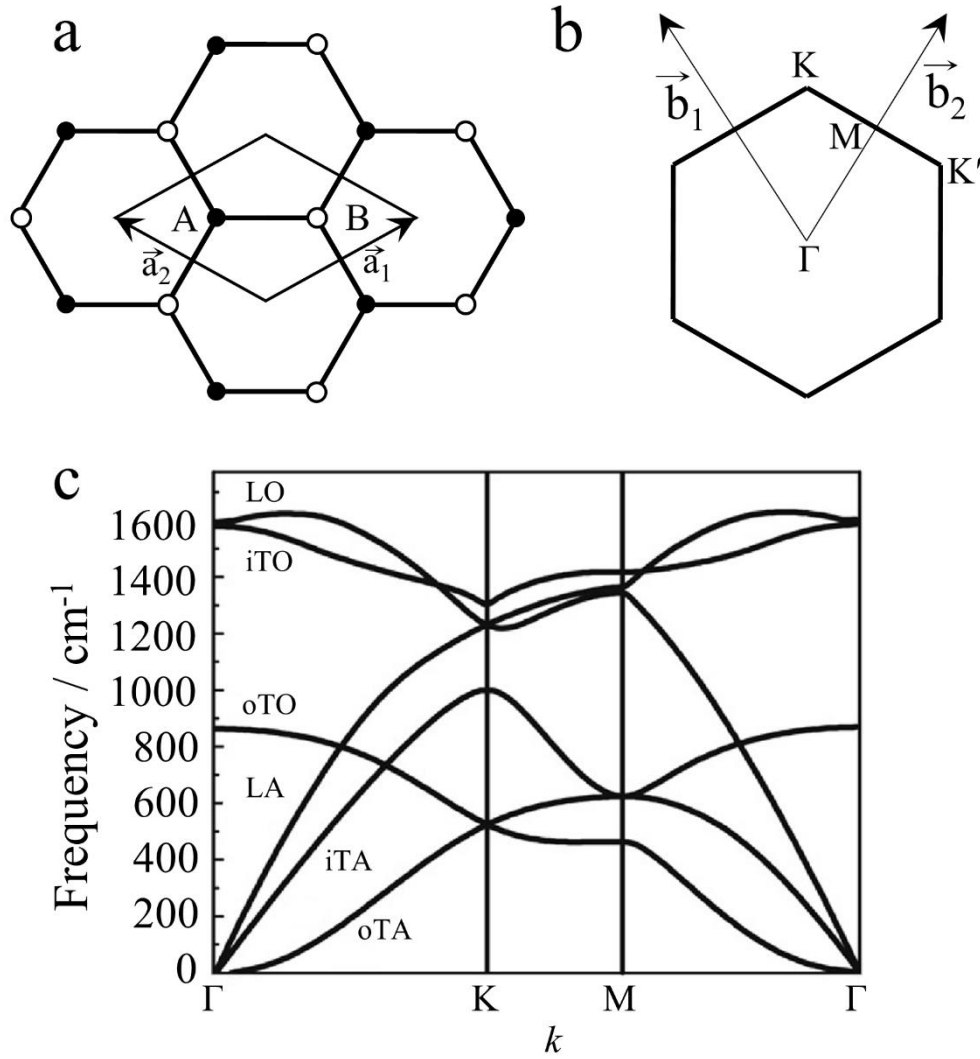 a
A
B
a⃗2
a⃗1
b
K
b⃗1
b⃗2
M
K'
Γ
c
LO
1600
iTO
1400
1200
1000
oTO
800
LA
600
iTA
400
200
oTA
0
Frequency / cm-1
Γ K M Γ
k